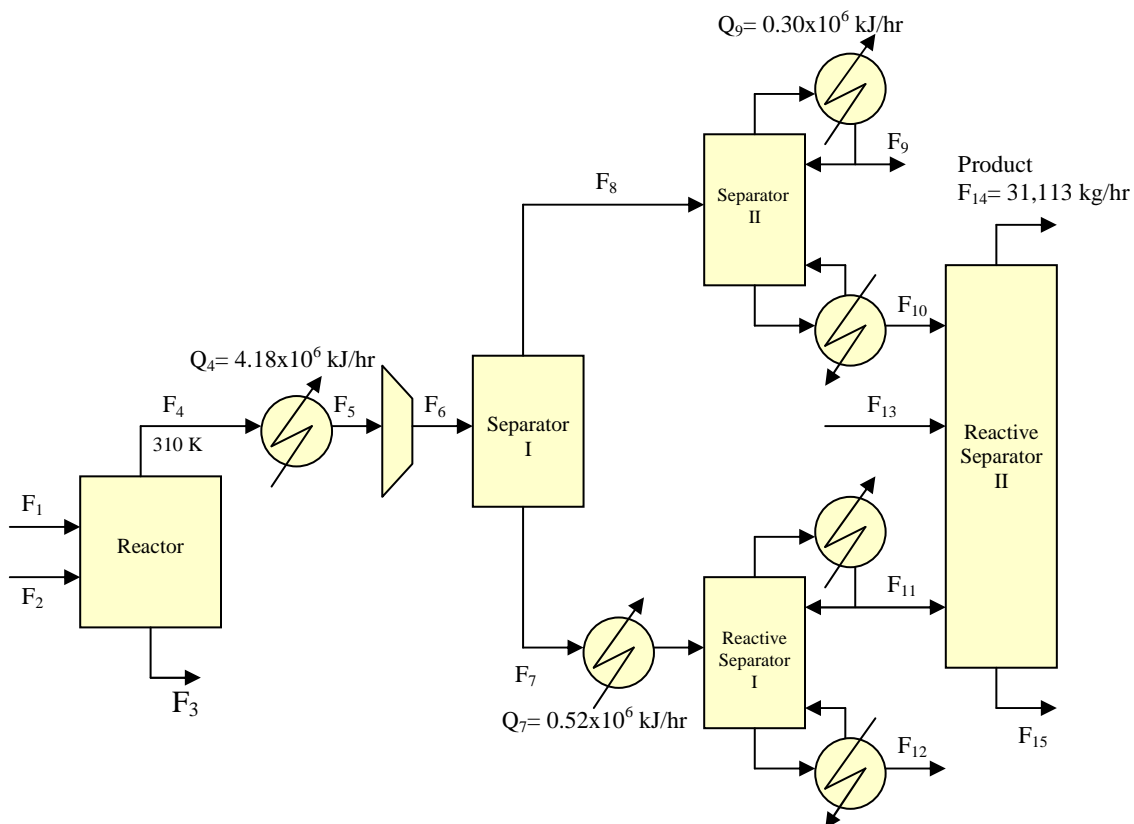 Q₉= 0.30x10⁶ kJ/hr
F₉
Product
F₁₄= 31,113 kg/hr
F₈
Separator
II
F₁₀
Q₄= 4.18x10⁶ kJ/hr
F₄
F₅
F₆
310 K
Separator
I
F₁₃
Reactive
Separator
II
F₁
Reactor
F₂
F₃
F₁₁
Reactive
Separator
I
F₇
Q₇= 0.52x10⁶ kJ/hr
F₁₂
F₁₅